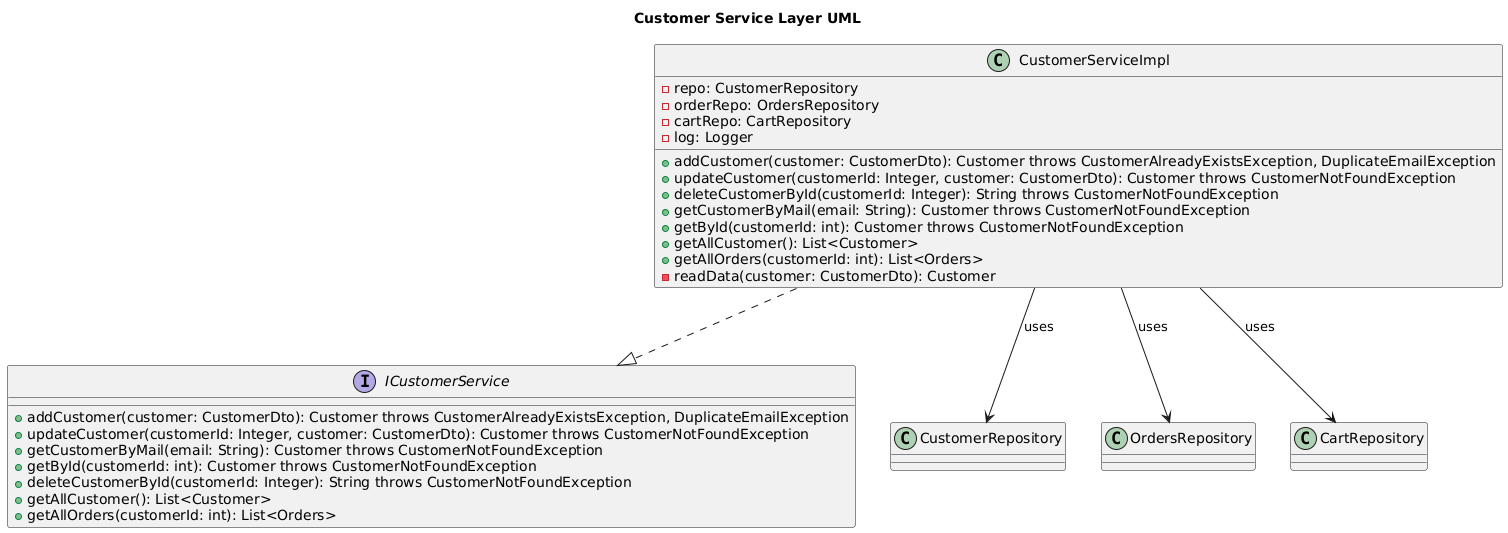 Customer Service Layer UML
C CustomerServiceImpl
repo: CustomerRepository
orderRepo: OrdersRepository
cartRepo: CartRepository
log: Logger
addCustomer(customer: CustomerDto): Customer throws CustomerAlreadyExistsException, DuplicateEmailException
updateCustomer(customerId: Integer, customer: CustomerDto): Customer throws CustomerNotFoundException
deleteCustomerById(customerId: Integer): String throws CustomerNotFoundException
getCustomerByMail(email: String): Customer throws CustomerNotFoundException
getById(customerId: int): Customer throws CustomerNotFoundException
getAllCustomer(): List<Customer>
getAllOrders(customerId: int): List<Orders>
readData(customer: CustomerDto): Customer
uses
uses
uses
I ICustomerService
addCustomer(customer: CustomerDto): Customer throws CustomerAlreadyExistsException, DuplicateEmailException
updateCustomer(customerId: Integer, customer: CustomerDto): Customer throws CustomerNotFoundException
getCustomerByMail(email: String): Customer throws CustomerNotFoundException
getById(customerId: int): Customer throws CustomerNotFoundException
deleteCustomerById(customerId: Integer): String throws CustomerNotFoundException
getAllCustomer(): List<Customer>
getAllOrders(customerId: int): List<Orders>
C CustomerRepository
C OrdersRepository
C CartRepository